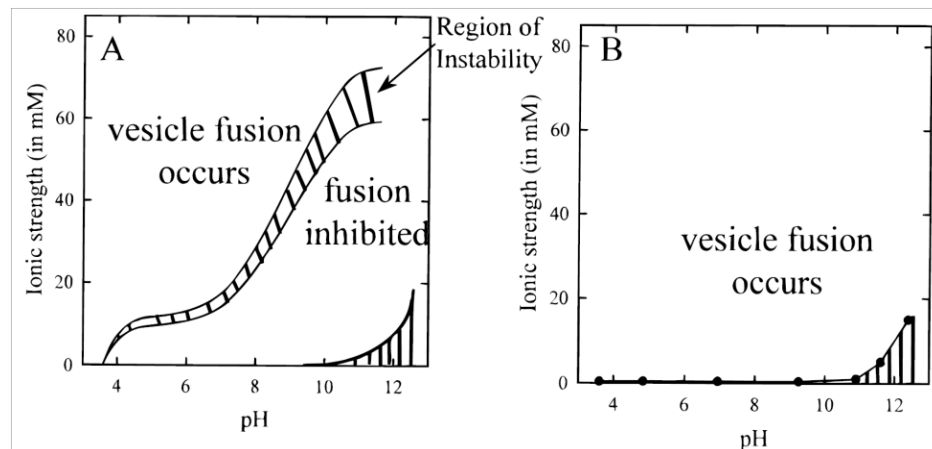 A
Region of
Instability
vesicle fusion
occurs
fusion
inhibited
Ionic strength (in mM)
80
60
40
20
0
4
6
8
10
12
pH
B
vesicle fusion
occurs
Ionic strength (in mM)
80
60
40
20
0
4
6
8
10
12
pH